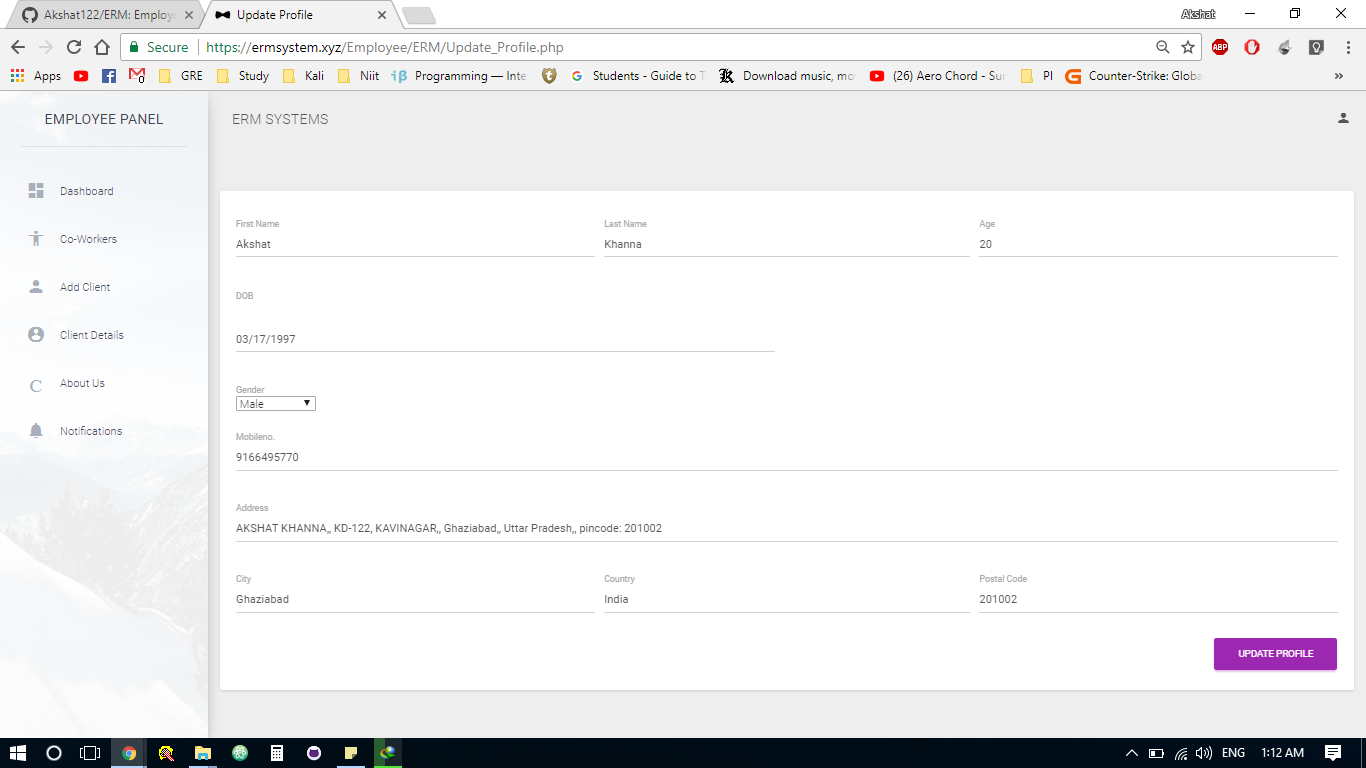 Akshat122/ERM: Employe
Update Profile
Akshat
Secure
https://ermsystem.xyz/Employee/ERM/Update_Profile.php
ABP
Apps
GRE
Study
Kali
Niit
iβ
Programming — Inte
Students - Guide to T
Download music, mo
(26) Aero Chord - Sur
PI
Counter-Strike: Globa
»
EMPLOYEE PANEL
ERM SYSTEMS
Dashboard
Co-Workers
Add Client
Client Details
C About Us
Notifications
First Name
Last Name
Age
Akshat
Khanna
20
DOB
03/17/1997
Gender
Male
Mobileno.
9166495770
Address
AKSHAT KHANNA,, KD-122, KAVINAGAR,, Ghaziabad,, Uttar Pradesh,, pincode: 201002
City
Country
Postal Code
Ghaziabad
India
201002
UPDATE PROFILE
ENG
1:12 AM